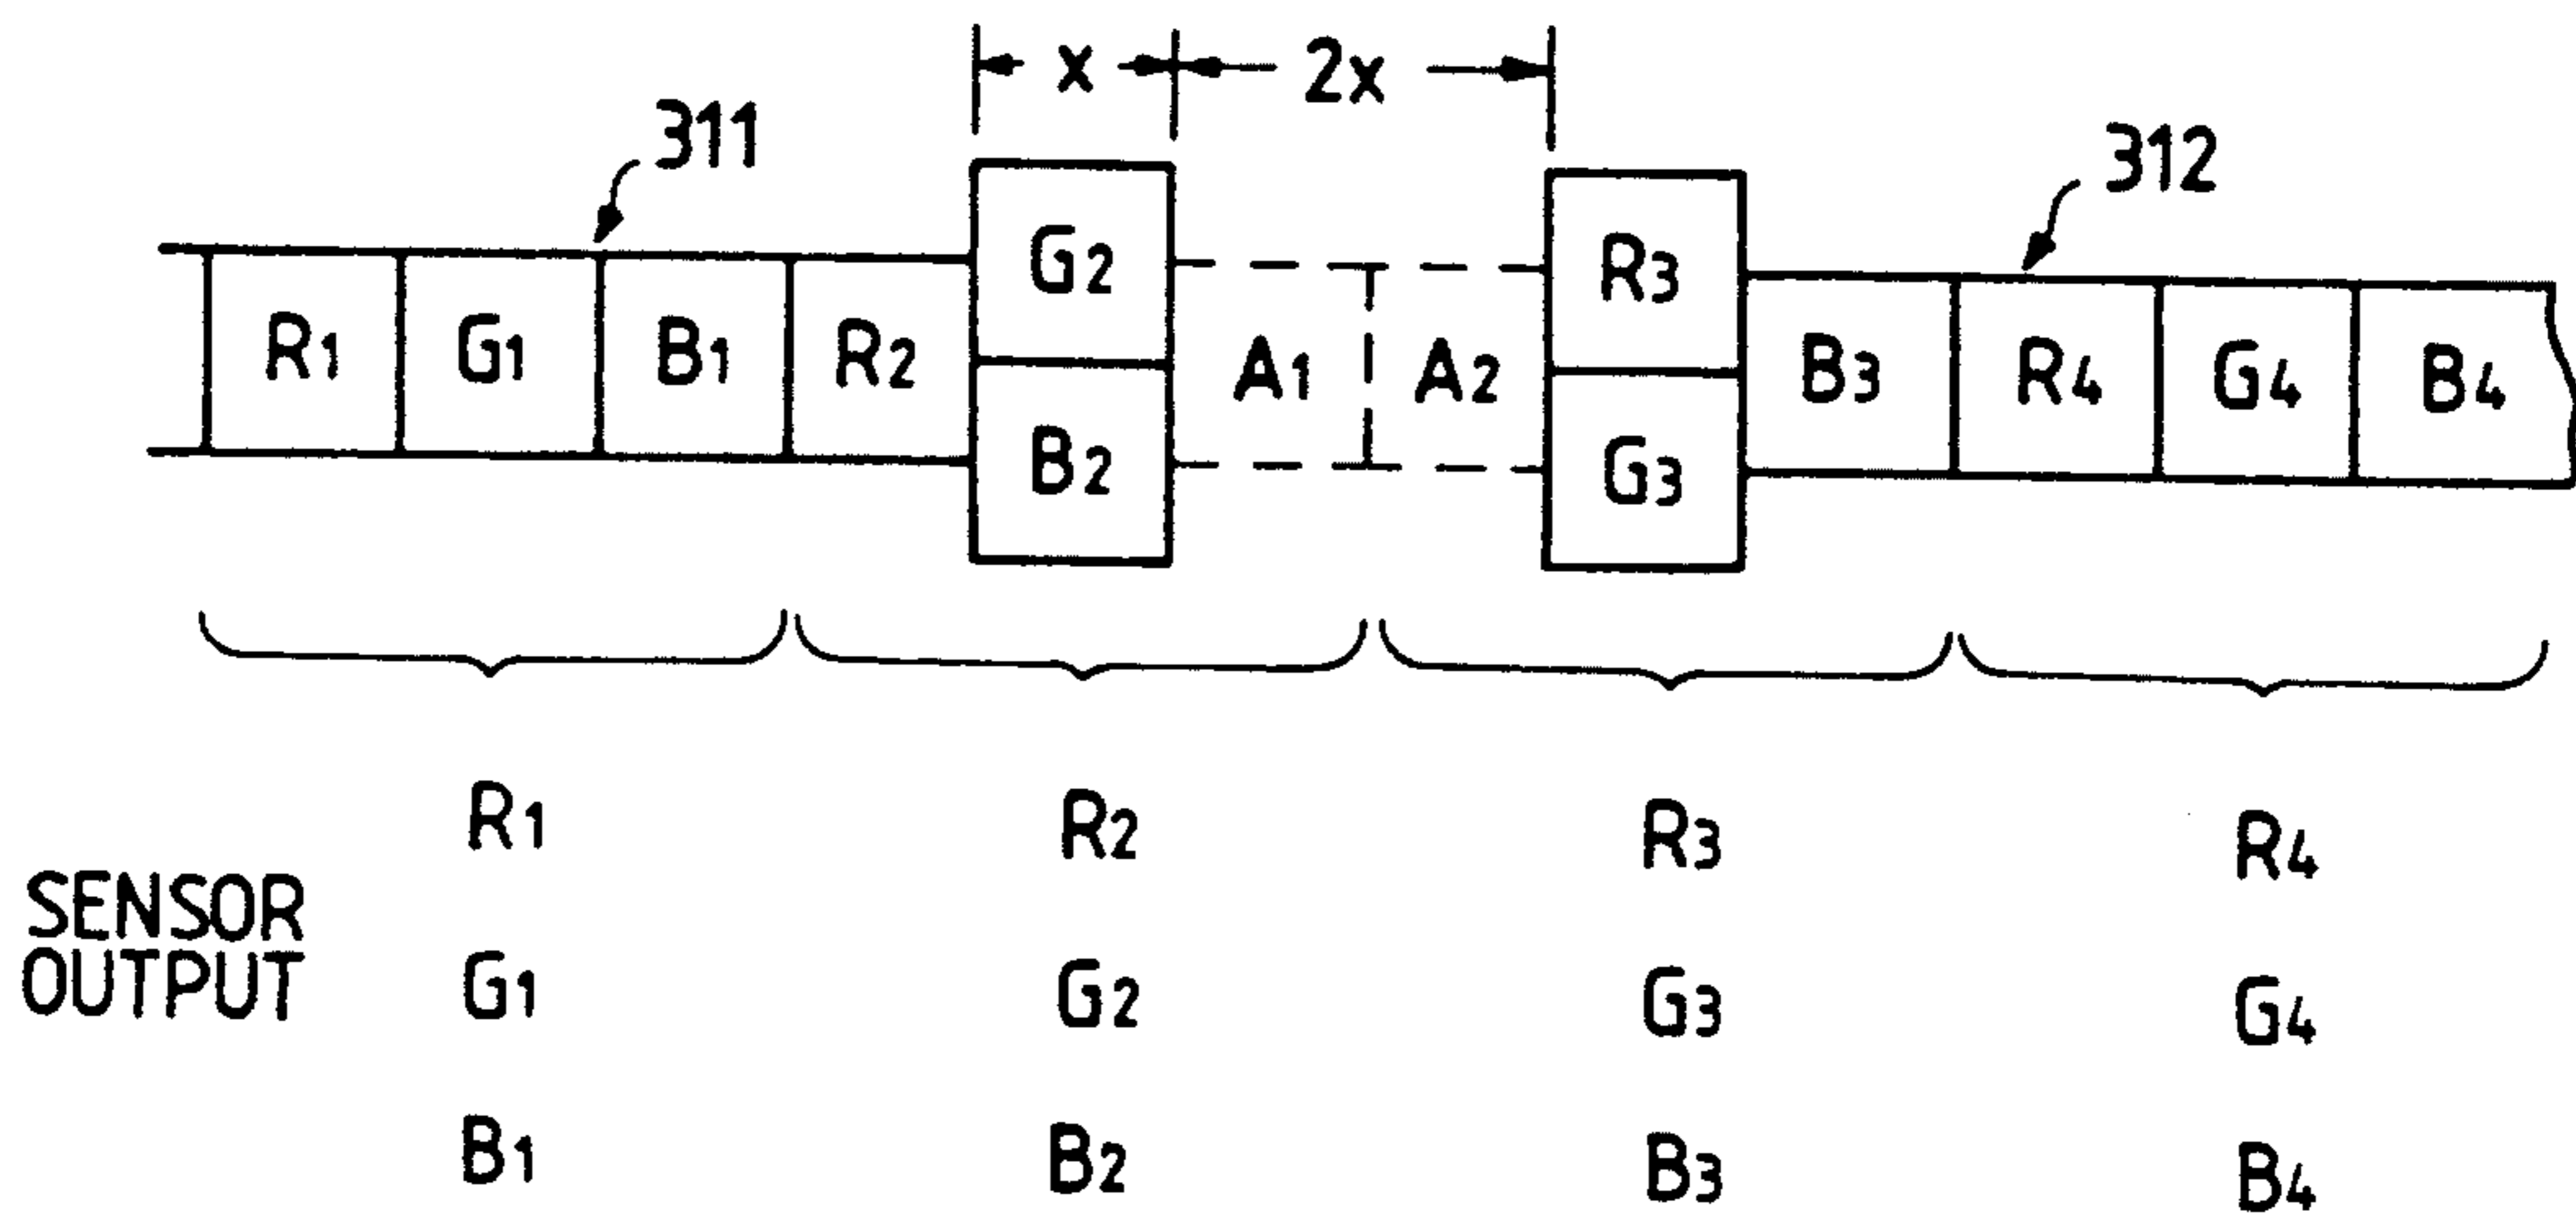 x 2x
311 312
G2 R3
R1 G1 B1 R2 A1 A2 B3 R4 G4 B4
B2 G3
R1 R2 R3 R4
SENSOR
OUTPUT
G1 G2 G3 G4
B1 B2 B3 B4